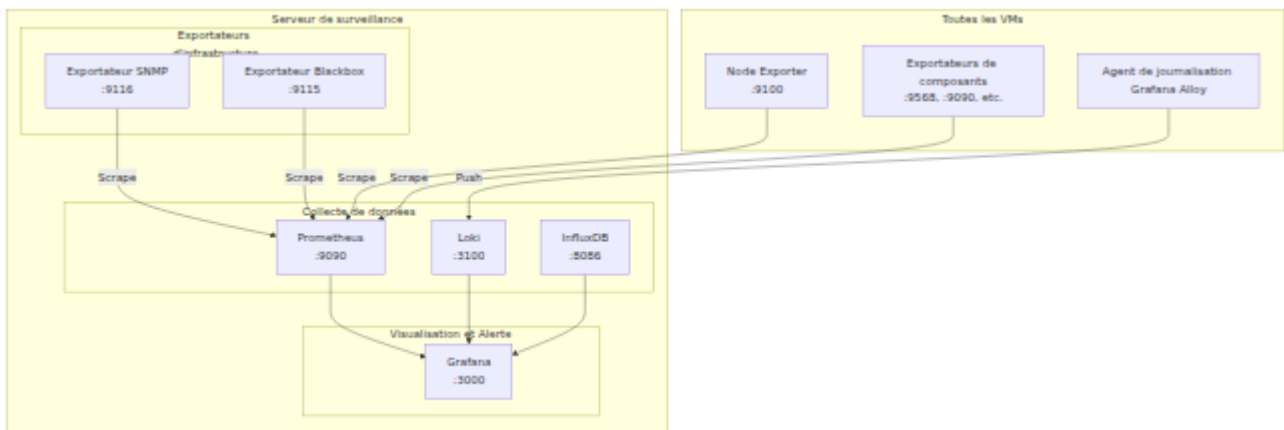 Serveur de surveillance
Exportateurs
d'infrastructure
Exportateur SNMP
:9116
Exportateur Blackbox
:9115
Toutes les VMs
Node Exporter
:9100
Exportateurs de
composants
:9568, :9090, etc.
Agent de journalisation
Grafana Alloy
Scrape
Scrape
Scrape
Scrape
Push
Collecte de données
Prometheus
:9090
Loki
:3100
InfluxDB
:8086
Visualisation et Alerte
Grafana
:3000